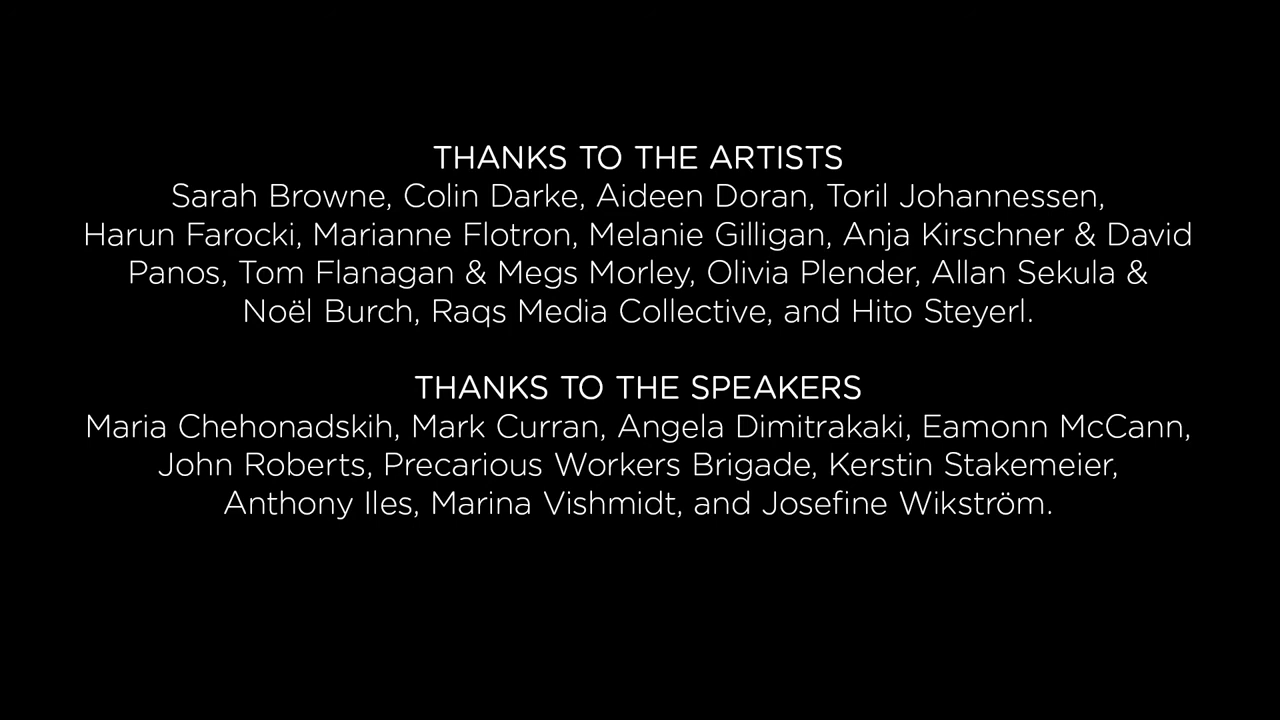 THANKS TO THE ARTISTS
Sarah Browne, Colin Darke, Aideen Doran, Toril Johannessen,
Harun Farocki, Marianne Flotron, Melanie Gilligan, Anja Kirschner & David
Panos, Tom Flanagan & Megs Morley, Olivia Plender, Allan Sekula &
Noël Burch, Raqs Media Collective, and Hito Steyerl.
THANKS TO THE SPEAKERS
Maria Chehonadskih, Mark Curran, Angela Dimitrakaki, Eamonn McCann,
John Roberts, Precarious Workers Brigade, Kerstin Stakemeier,
Anthony Iles, Marina Vishmidt, and Josefine Wikström.